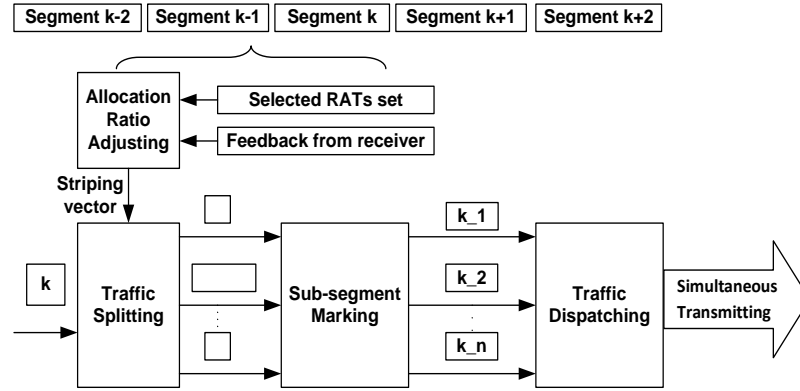 Segment k-2 Segment k-1 Segment k Segment k+1 Segment k+2
Allocation
Ratio
Adjusting
Selected RATs set
Feedback from receiver
Striping
vector
k
Traffic
Splitting
Sub-segment
Marking
k_1
k_2
k_n
Traffic
Dispatching
Simultaneous
Transmitting